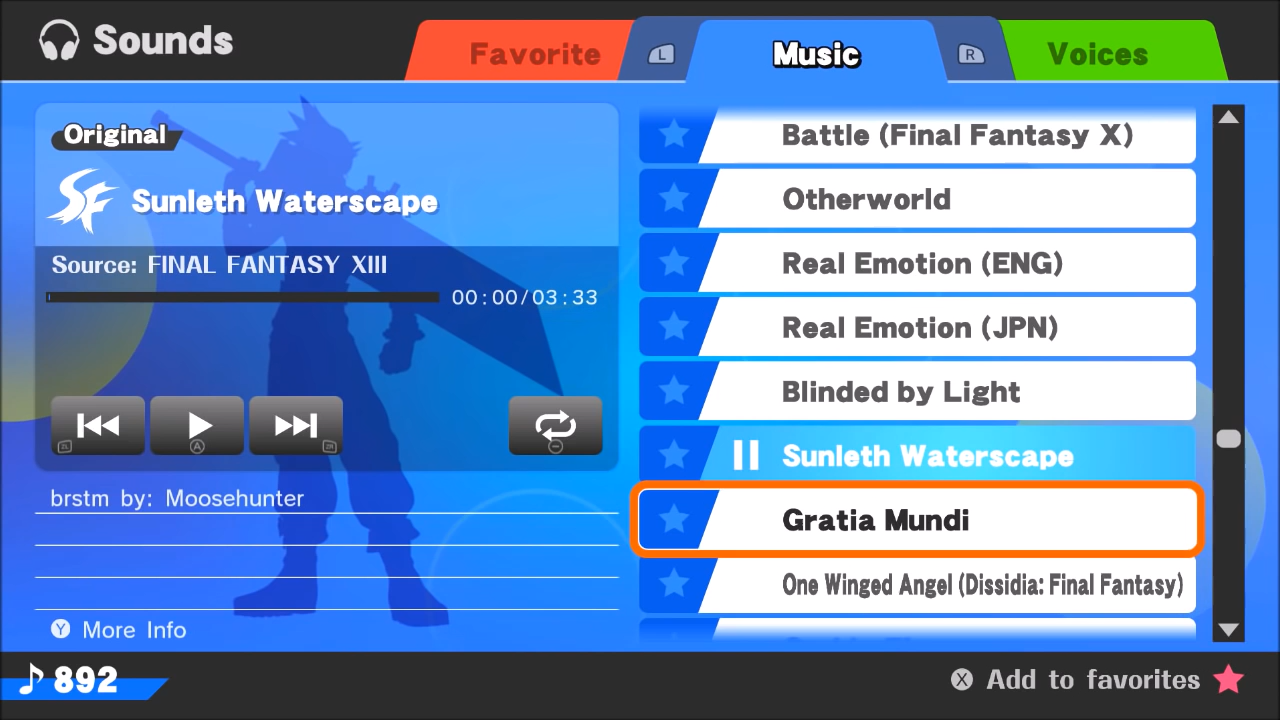 Sounds
Favorite
L
Music
R
Voices
Original
SF Sunleth Waterscape
Source: FINAL FANTASY XIII
00:00/03:33
ZL
A
ZR
brstm by: Moosehunter
Y More Info
Battle (Final Fantasy X)
Otherworld
Real Emotion (ENG)
Real Emotion (JPN)
Blinded by Light
Sunleth Waterscape
Gratia Mundi
One Winged Angel (Dissidia: Final Fantasy)
892
X Add to favorites